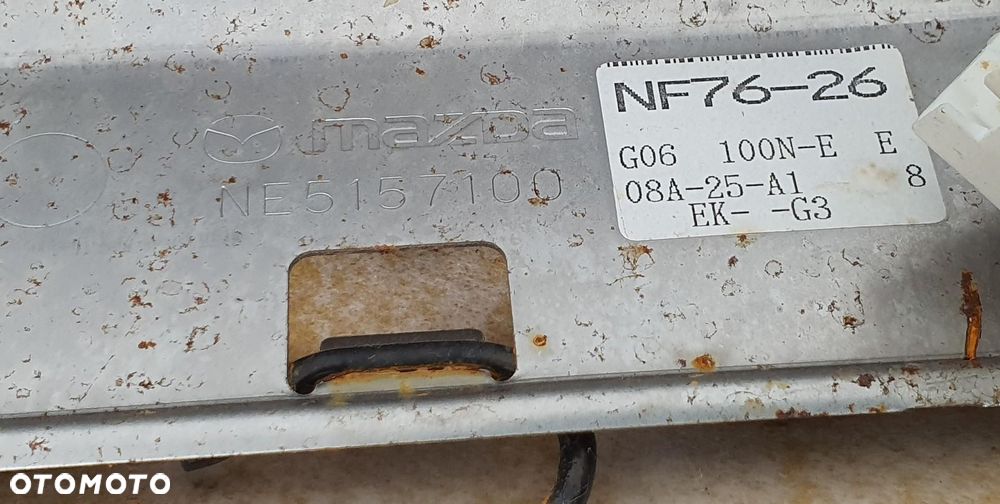 mazda
NE5157100
NF76-26
G06 100N-E E
08A-25-A1 8
EK- -G3
OTOMOTO